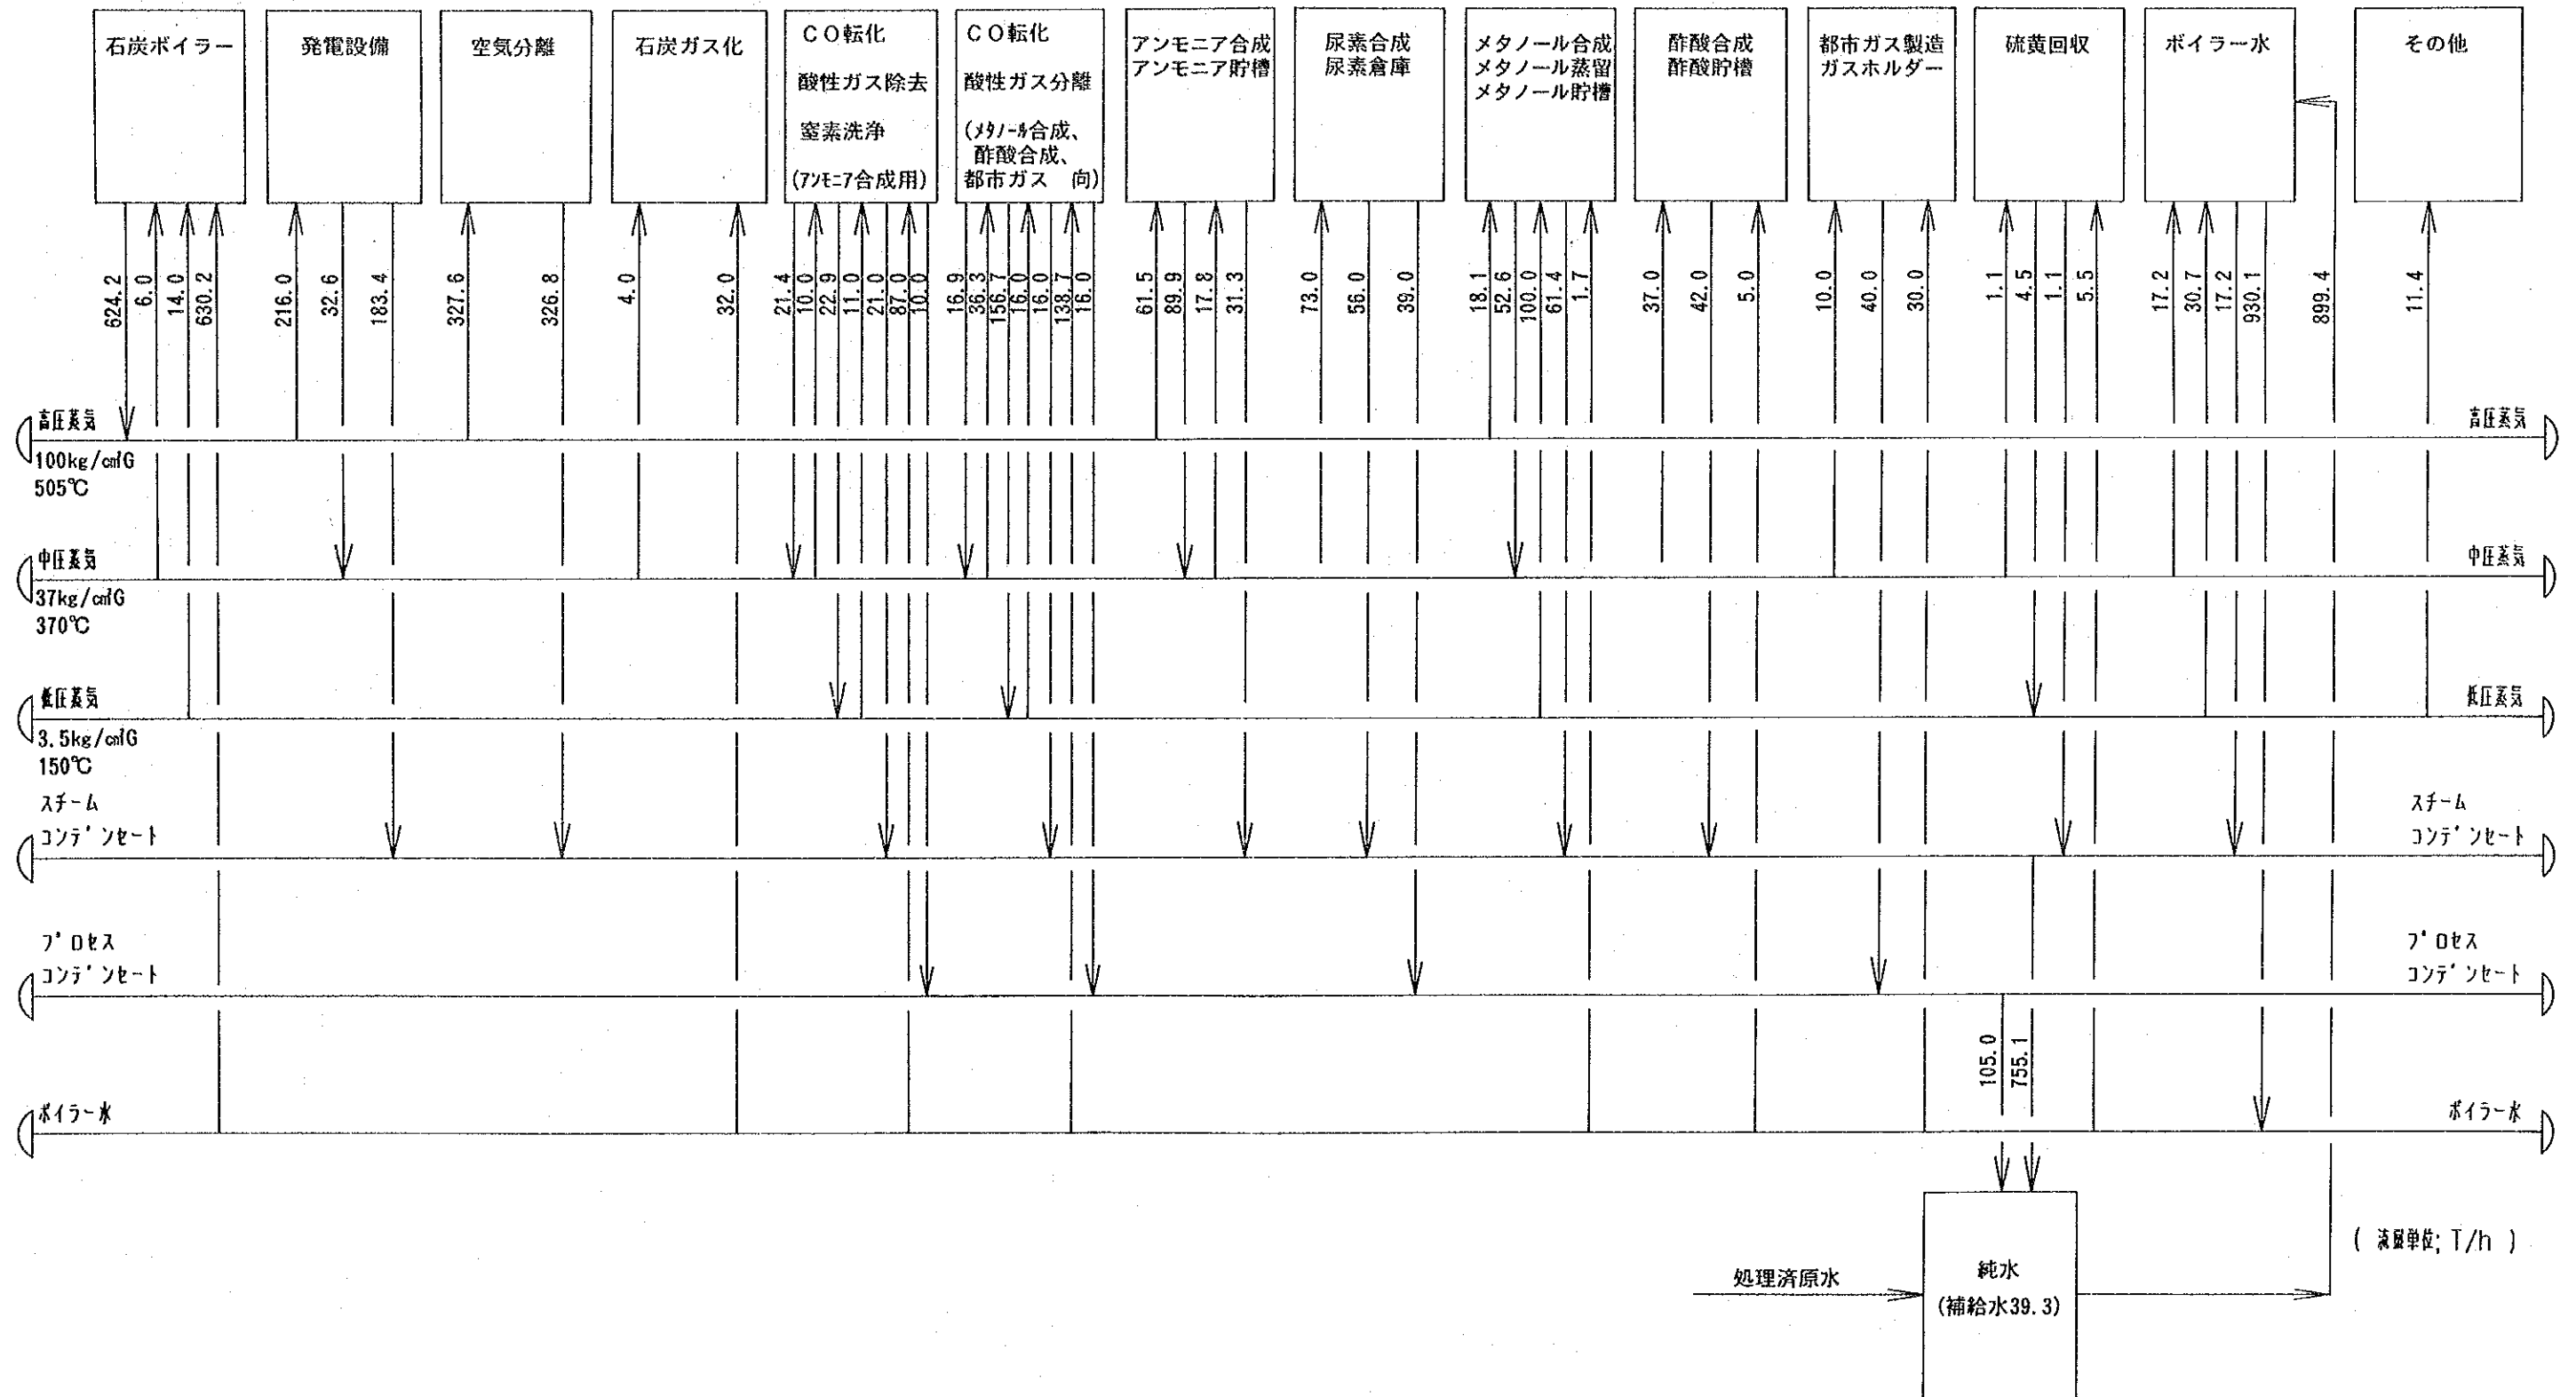 石炭ボイラー
発電設備
空気分離
石炭ガス化
CO転化
酸性ガス除去
窒素洗浄
(アンモニア合成用)
CO転化
酸性ガス分離
(メタノール合成、
酢酸合成、
都市ガス 向)
アンモニア合成
アンモニア貯槽
尿素合成
尿素倉庫
メタノール合成
メタノール蒸留
メタノール貯槽
酢酸合成
酢酸貯槽
都市ガス製造
ガスホルダー
硫黄回収
ボイラー水
その他
624.2
6.0
14.0
630.2
216.0
32.6
183.4
327.6
326.8
4.0
32.0
21.4
10.0
22.9
11.0
21.0
87.0
10.0
16.9
36.3
156.7
16.0
16.0
138.7
16.0
61.5
89.9
17.8
31.3
73.0
56.0
39.0
18.1
52.6
100.0
61.4
1.7
37.0
42.0
5.0
10.0
40.0
30.0
1.1
4.5
1.1
5.5
17.2
30.7
17.2
930.1
899.4
11.4
高圧蒸気
100kg/c㎡G
505℃
高圧蒸気
中圧蒸気
37kg/c㎡G
370℃
中圧蒸気
低圧蒸気
3.5kg/c㎡G
150℃
低圧蒸気
スチーム
コンデンセート
スチーム
コンデンセート
プロセス
コンデンセート
プロセス
コンデンセート
105.0
755.1
ボイラー水
ボイラー水
処理済原水
純水
(補給水39.3)
( 流量単位; T/h )